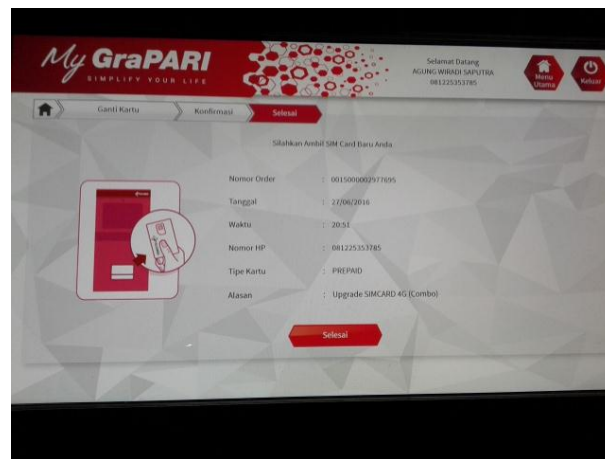 My GraPARI
SIMPLIFY YOUR LIFE
Selamat Datang
AGUNG WIRADI SAPUTRA
081225353785
Menu
Utama
Keluar
Ganti Kartu
Konfirmasi
Selesai
Silahkan Ambil SIM Card Baru Anda
Nomor Order : 0015000002977695
Tanggal : 27/06/2016
Waktu : 20:51
Nomor HP : 081225353785
Tipe Kartu : PREPAID
Alasan : Upgrade SIMCARD 4G (Combo)
Selesai